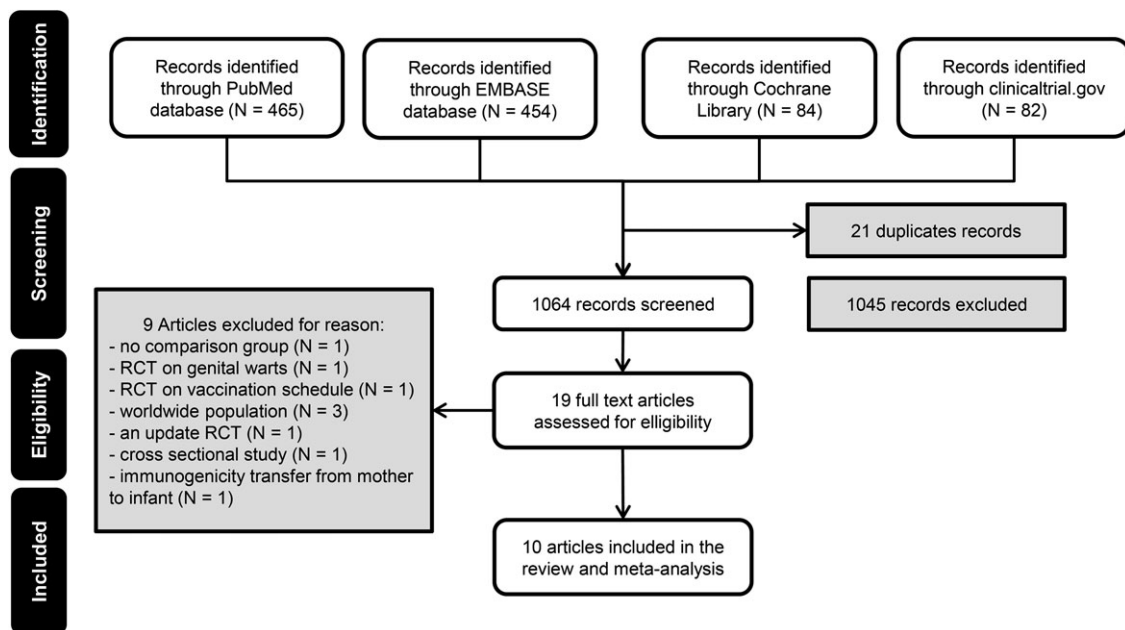 Identification
Records identified
through PubMed
database (N = 465)
Records identified
through EMBASE
database (N = 454)
Records identified
through Cochrane
Library (N = 84)
Records identified
through clinicaltrial.gov
(N = 82)
Screening
21 duplicates records
1064 records screened
1045 records excluded
Eligibility
9 Articles excluded for reason:
- no comparison group (N = 1)
- RCT on genital warts (N = 1)
- RCT on vaccination schedule (N = 1)
- worldwide population (N = 3)
- an update RCT (N = 1)
- cross sectional study (N = 1)
- immunogenicity transfer from mother
to infant (N = 1)
19 full text articles
assessed for elligibility
Included
10 articles included in the
review and meta-analysis